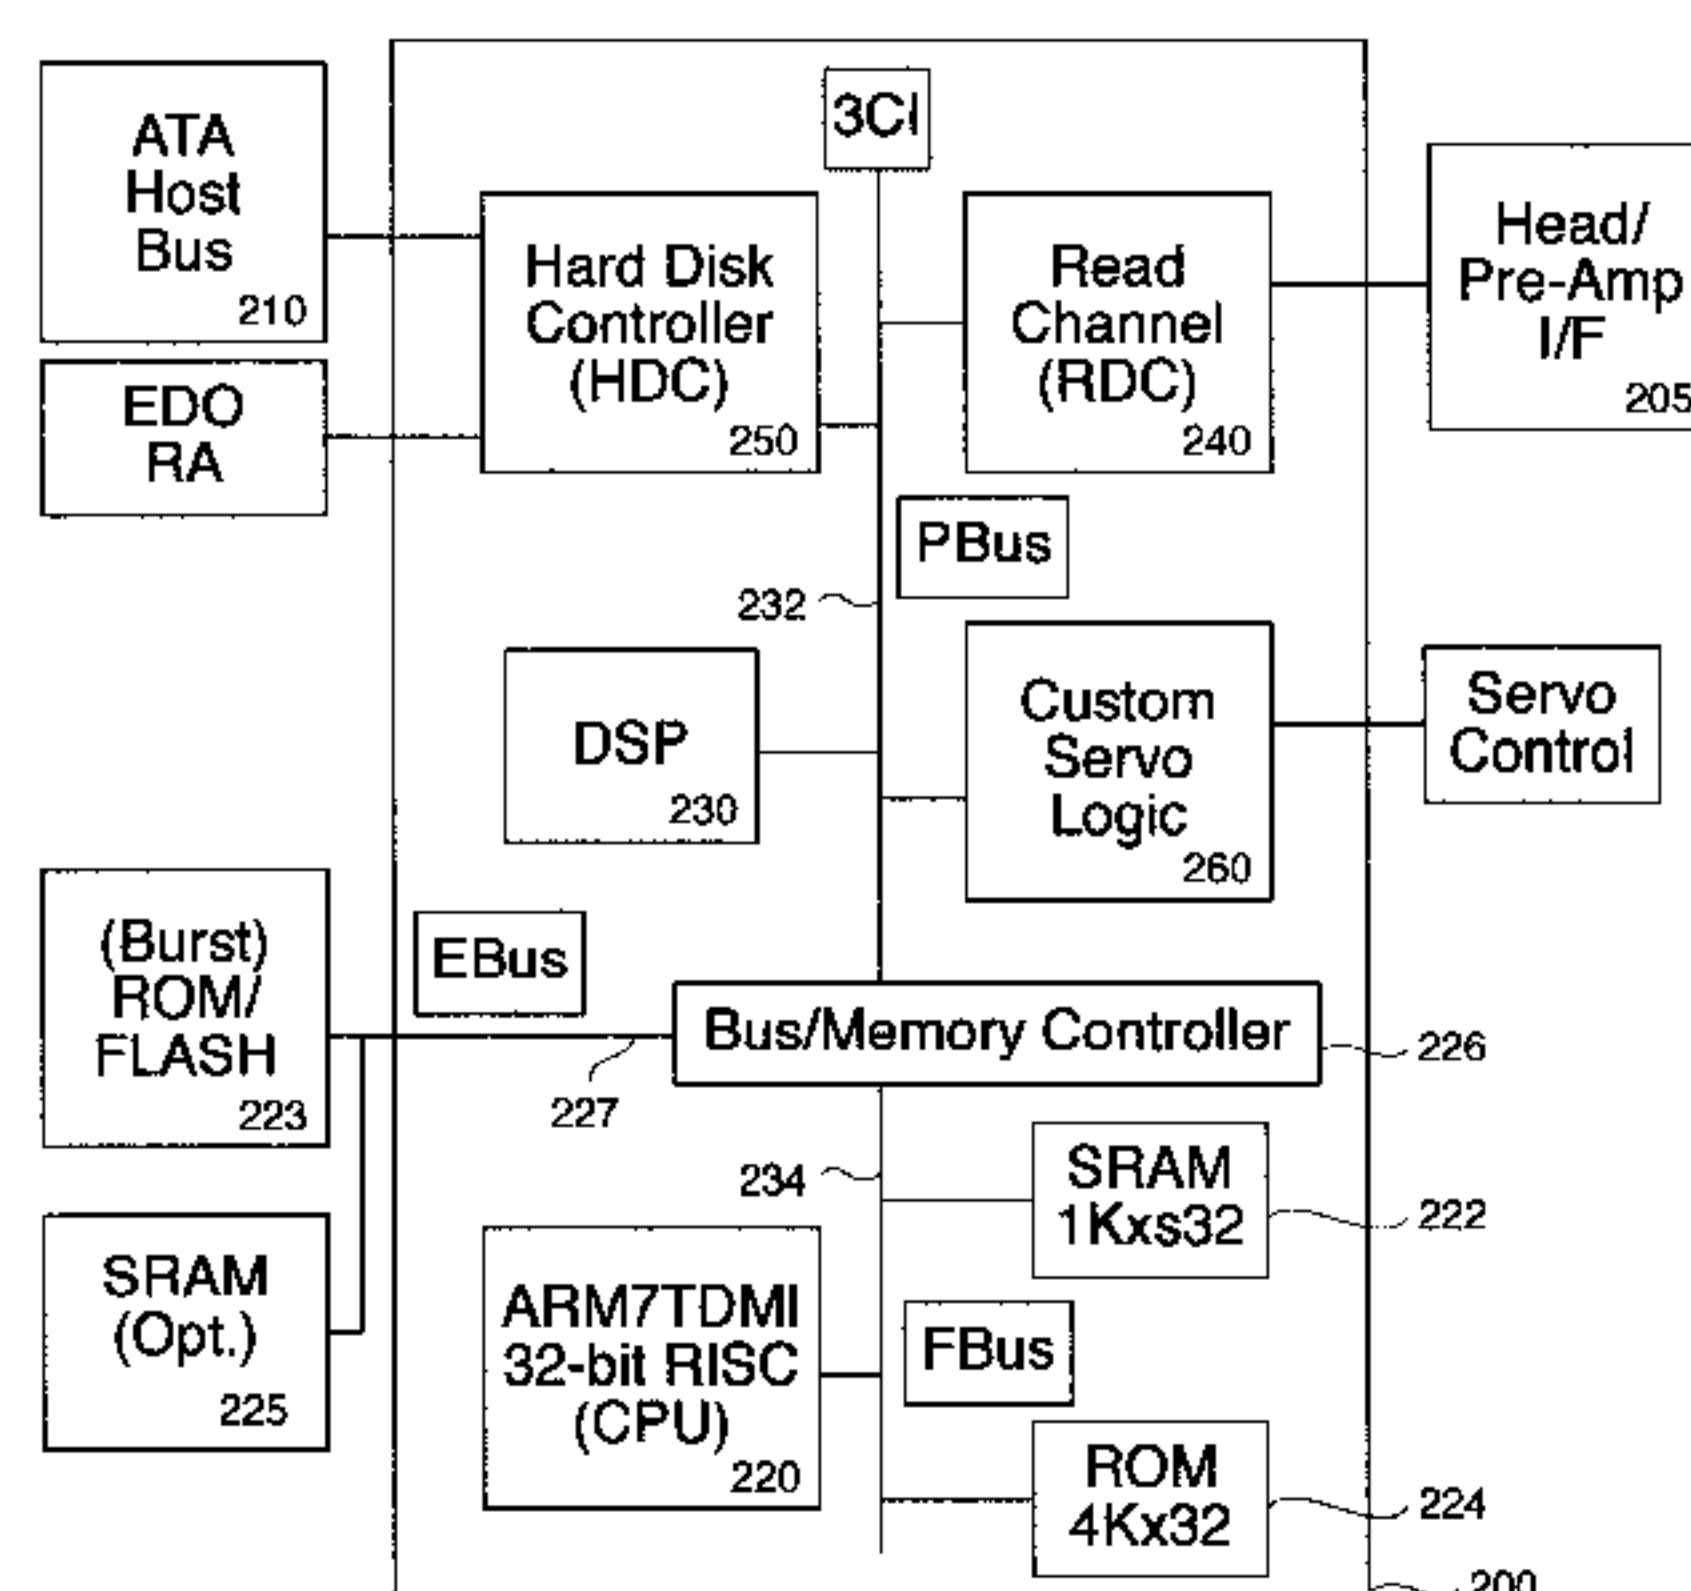 3CI
ATA
Host
Bus
210
Hard Disk
Controller
(HDC)
250
Read
Channel
(RDC)
240
Head/
Pre-Amp
I/F
205
EDO
RA
PBus
232
DSP
230
Custom
Servo
Logic
260
Servo
Control
(Burst)
ROM/
FLASH
223
EBus
Bus/Memory Controller
226
227
234
SRAM
1Kxs32
222
SRAM
(Opt.)
225
ARM7TDMI
32-bit RISC
(CPU)
220
FBus
ROM
4Kx32
224
200